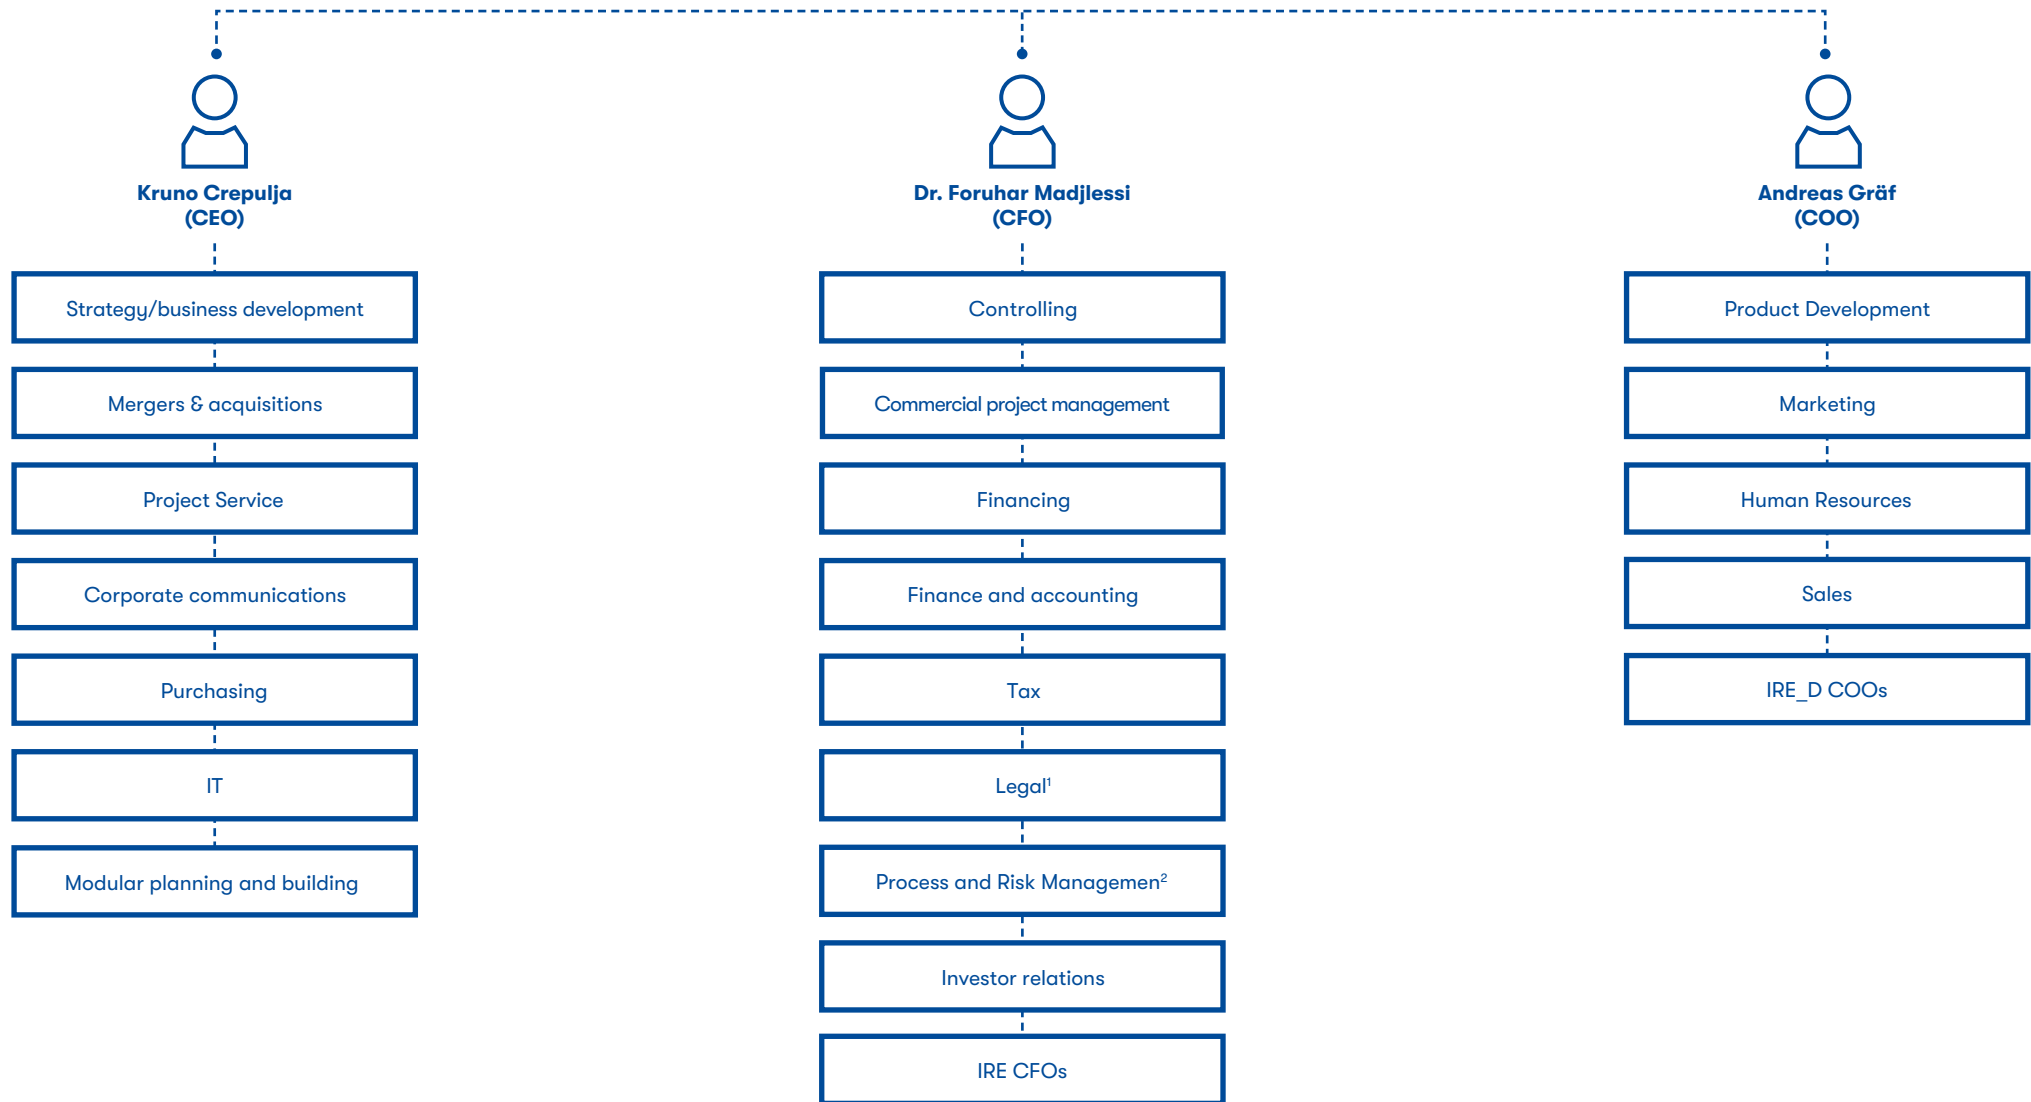 Kruno Crepulja
(CEO)
Strategy/business development
Mergers & acquisitions
Project Service
Corporate communications
Purchasing
IT
Modular planning and building
Dr. Foruhar Madjlessi
(CFO)
Controlling
Commercial project management
Financing
Finance and accounting
Tax
Legal¹
Process and Risk Managemen²
Investor relations
IRE CFOs
Andreas Gräf
(COO)
Product Development
Marketing
Human Resources
Sales
IRE_D COOs